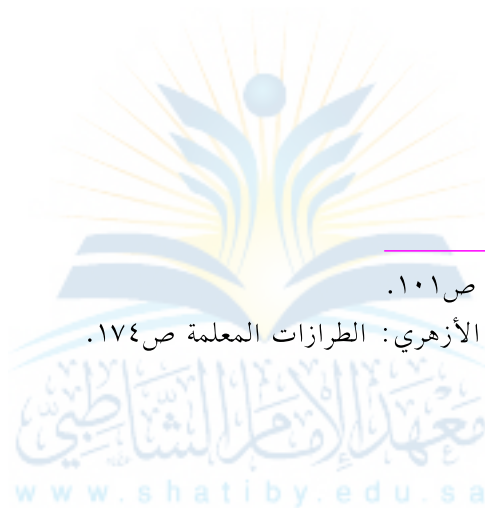 ص١٠١.
الأزهري: الطرازات المعلمة ص١٧٤.
معهد الإمام الشاطبي
www.shatiby.edu.sa